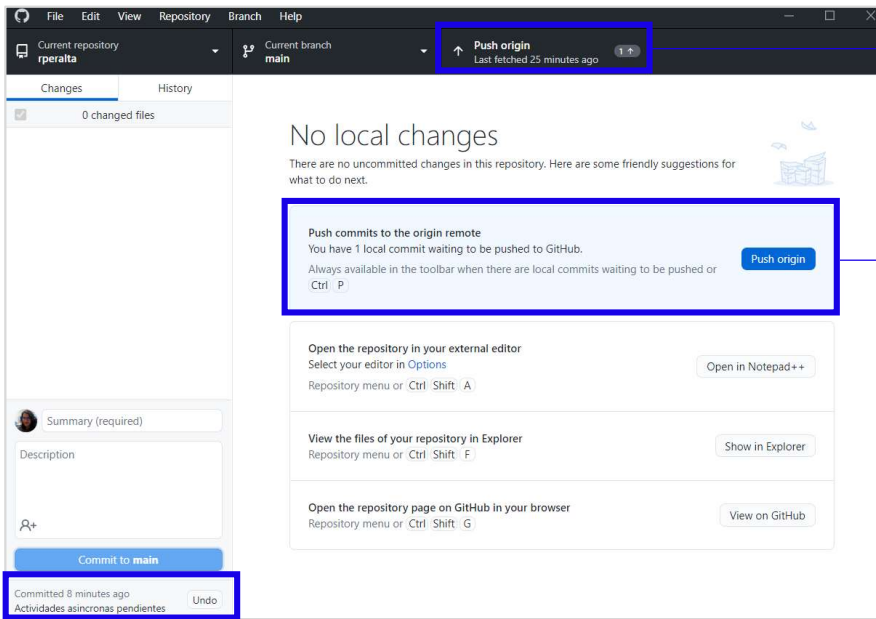 File Edit View Repository Branch Help
Current repository
rperalta
Current branch
main
Push origin
Last fetched 25 minutes ago
1↑
Changes History
0 changed files
No local changes
There are no uncommitted changes in this repository. Here are some friendly suggestions for
what to do next.
Push commits to the origin remote
You have 1 local commit waiting to be pushed to GitHub.
Always available in the toolbar when there are local commits waiting to be pushed or
Ctrl P
Push origin
Open the repository in your external editor
Select your editor in Options
Repository menu or Ctrl Shift A
Open in Notepad++
View the files of your repository in Explorer
Repository menu or Ctrl Shift F
Show in Explorer
Open the repository page on GitHub in your browser
Repository menu or Ctrl Shift G
View on GitHub
Summary (required)
Description
Commit to main
Committed 8 minutes ago
Actividades asincronas pendientes
Undo